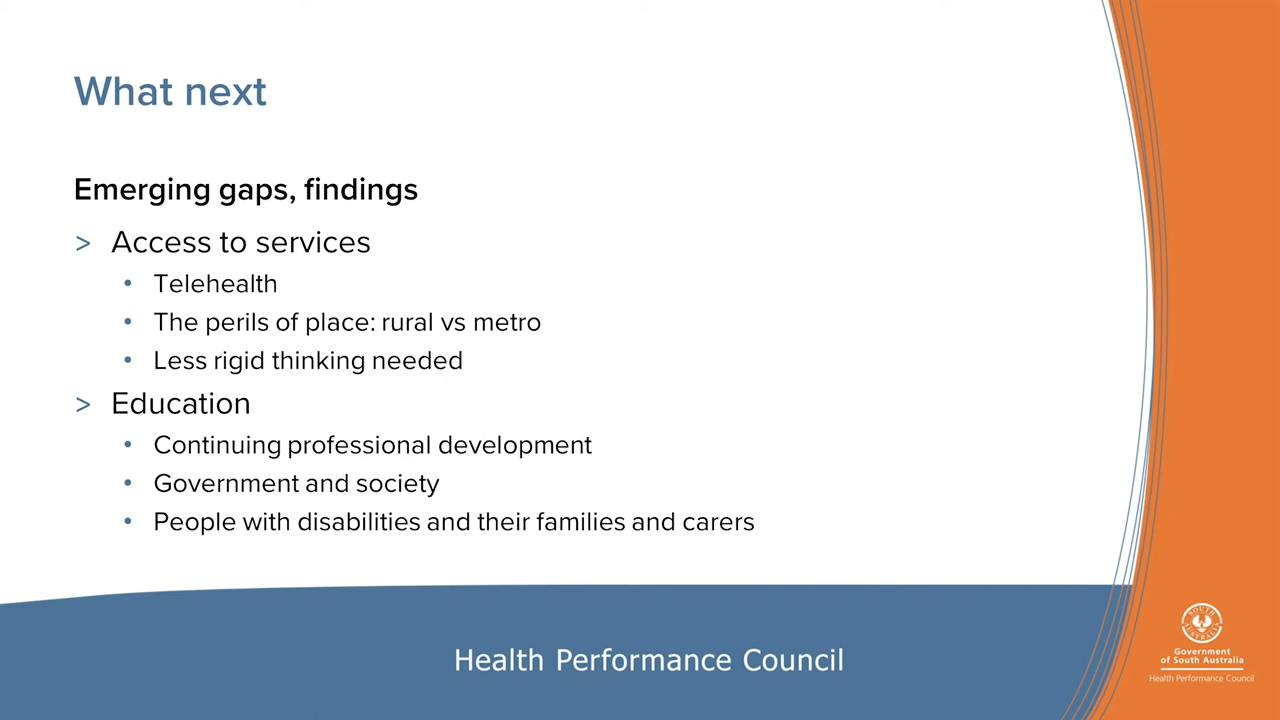 What next
Emerging gaps, findings
> Access to services
• Telehealth
• The perils of place: rural vs metro
• Less rigid thinking needed
> Education
• Continuing professional development
• Government and society
• People with disabilities and their families and carers
Health Performance Council
SOUTH
AUSTRALIA
Government
of South Australia
Health Performance Council